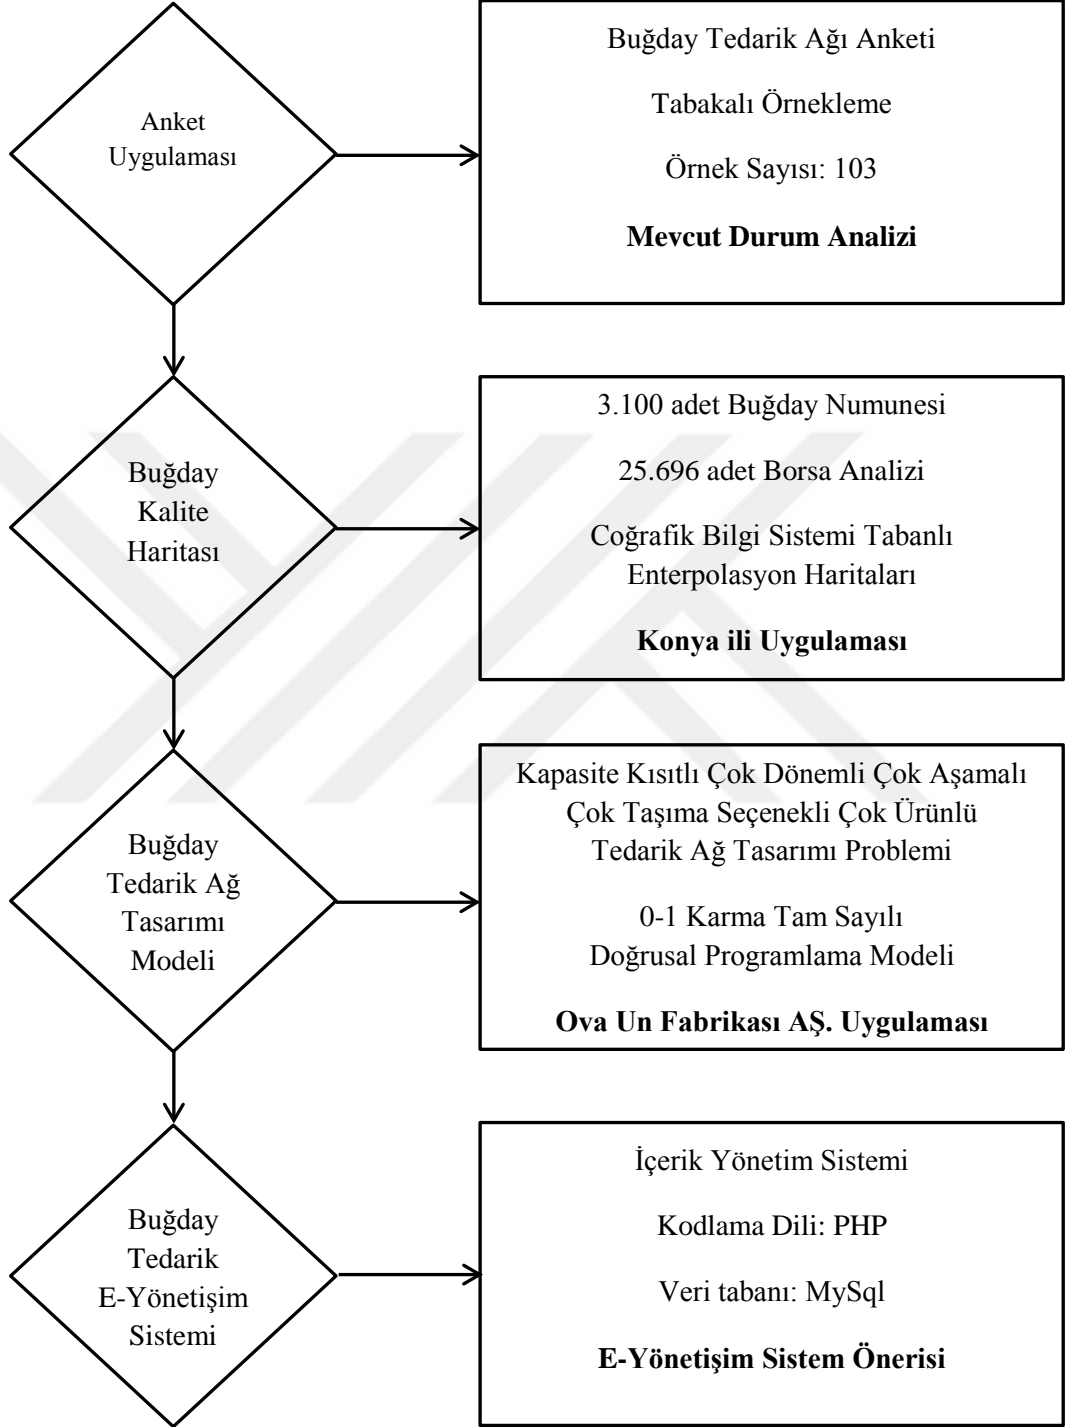 Anket
Uygulaması
Buğday Tedarik Ağı Anketi
Tabakalı Örnekleme
Örnek Sayısı: 103
Mevcut Durum Analizi
Buğday
Kalite
Haritası
3.100 adet Buğday Numunesi
25.696 adet Borsa Analizi
Coğrafik Bilgi Sistemi Tabanlı
Enterpolasyon Haritaları
Konya ili Uygulaması
Buğday
Tedarik Ağ
Tasarımı
Modeli
Kapasite Kısıtlı Çok Dönemli Çok Aşamalı
Çok Taşıma Seçenekli Çok Ürünlü
Tedarik Ağ Tasarımı Problemi
0-1 Karma Tam Sayılı
Doğrusal Programlama Modeli
Ova Un Fabrikası AŞ. Uygulaması
Buğday
Tedarik
E-Yönetişim
Sistemi
İçerik Yönetim Sistemi
Kodlama Dili: PHP
Veri tabanı: MySql
E-Yönetişim Sistem Önerisi